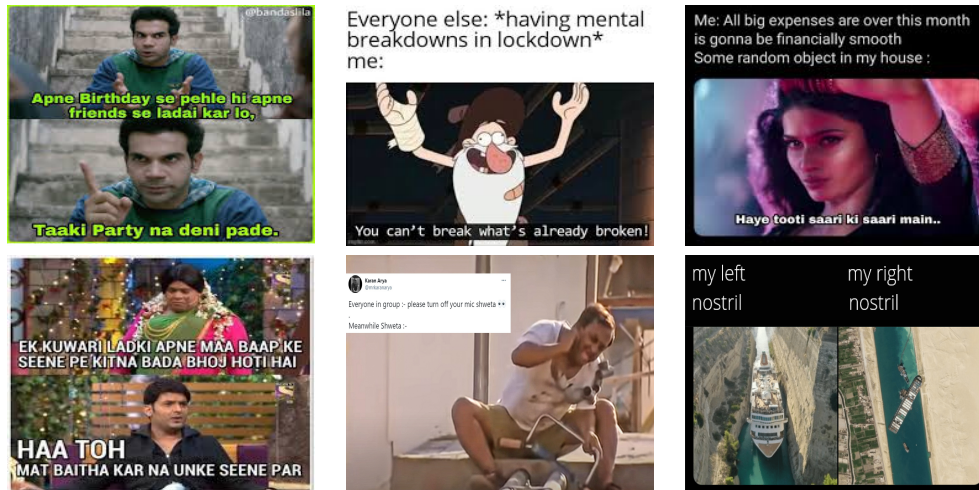 @bandasila
Apne Birthday se pehle hi apne
friends se ladai kar lo,
Taaki Party na deni pade.
Everyone else: *having mental
breakdowns in lockdown*
me:
You can't break what's already broken!
Me: All big expenses are over this month
is gonna be financially smooth
Some random object in my house :
Haye tooti saari ki saari main..
EK KUWARI LADKI APNE MAA BAAP KE
SEENE PE KITNA BADA BHOJ HOTI HAI
HAA TOH
MAT BAITHA KAR NA UNKE SEENE PAR
Karan Arya
Everyone in group :- please turn off your mic shweta 👀
.
Meanwhile Shweta :-
my left
nostril
my right
nostril